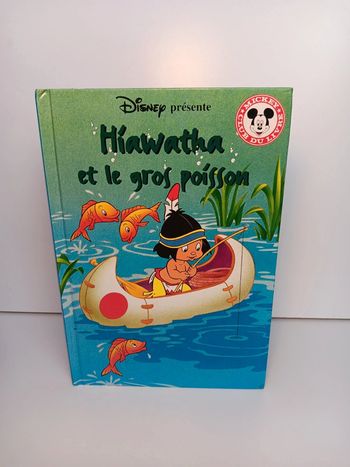 Disney présente
Hiawatha
et le gros poisson
MICKEY
CLUB DU LIVRE